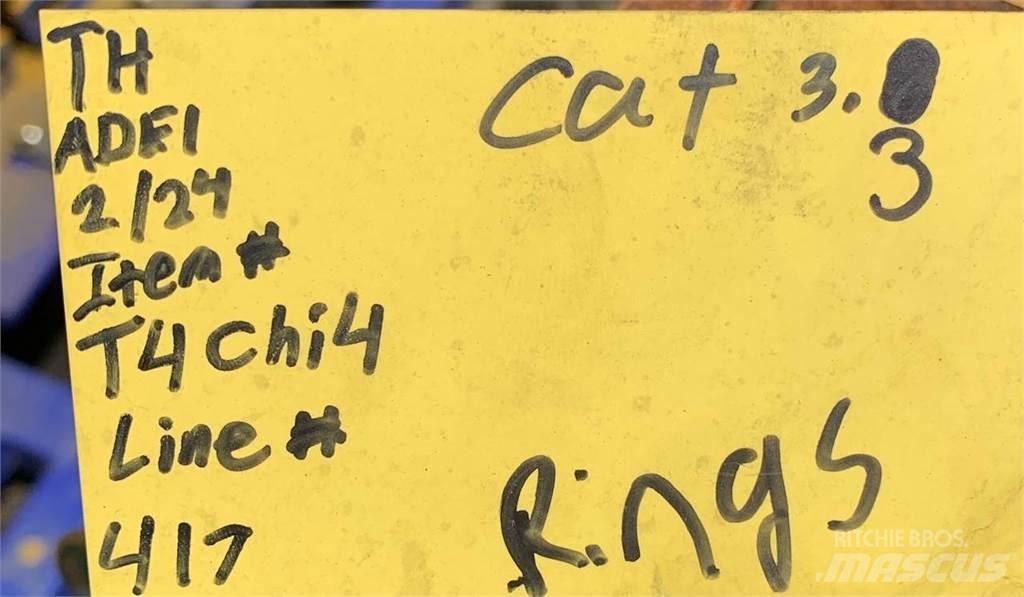 TH
ADEI
2/24
Item #
T4Chi4
Line #
417
Cat 3.
3
Rings
RITCHIE BROS.
MASCUS